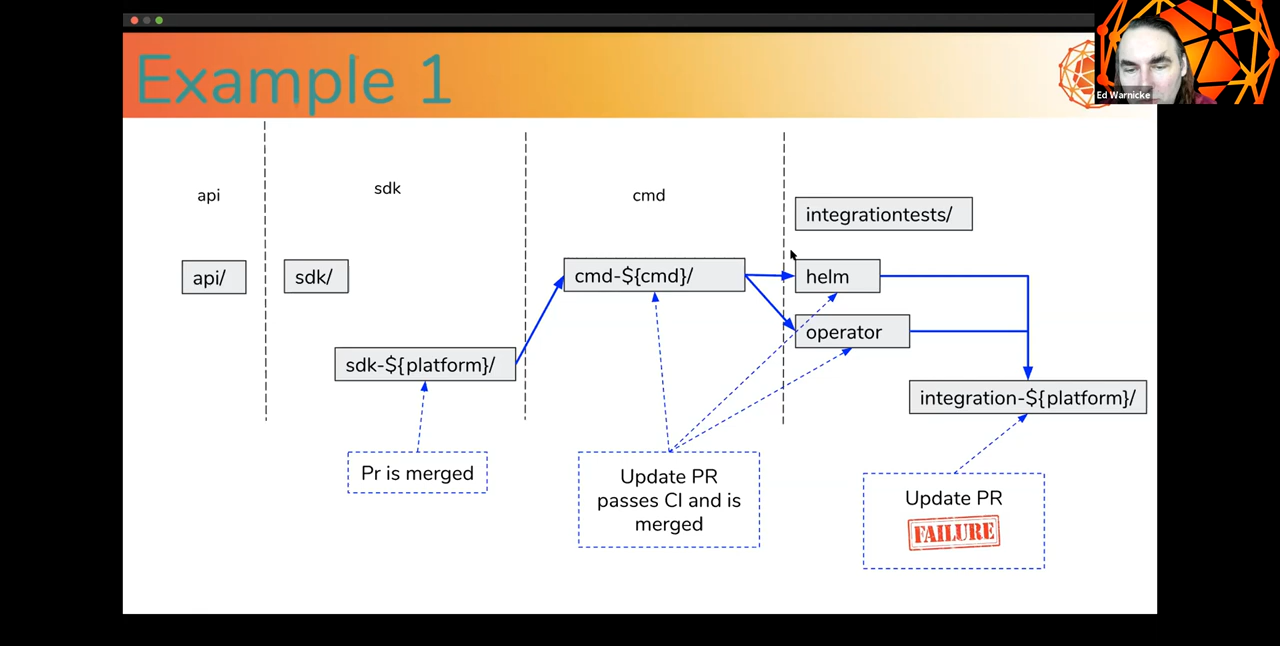 Example 1
Ed Warnicke
api
sdk
cmd
integrationtests/
api/
sdk/
cmd-${cmd}/
helm
operator
sdk-${platform}/
integration-${platform}/
Pr is merged
Update PR
passes CI and is
merged
Update PR
FAILURE